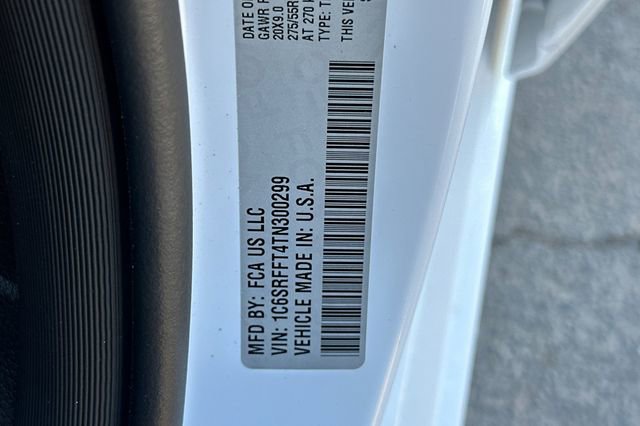 DATE O
GAWR
20X9.0
275/55R
AT 270
TYPE: T
THIS VE
MFD BY: FCA US LLC
VIN: 1C6SRFFT4TN300299
VEHICLE MADE IN: U.S.A.